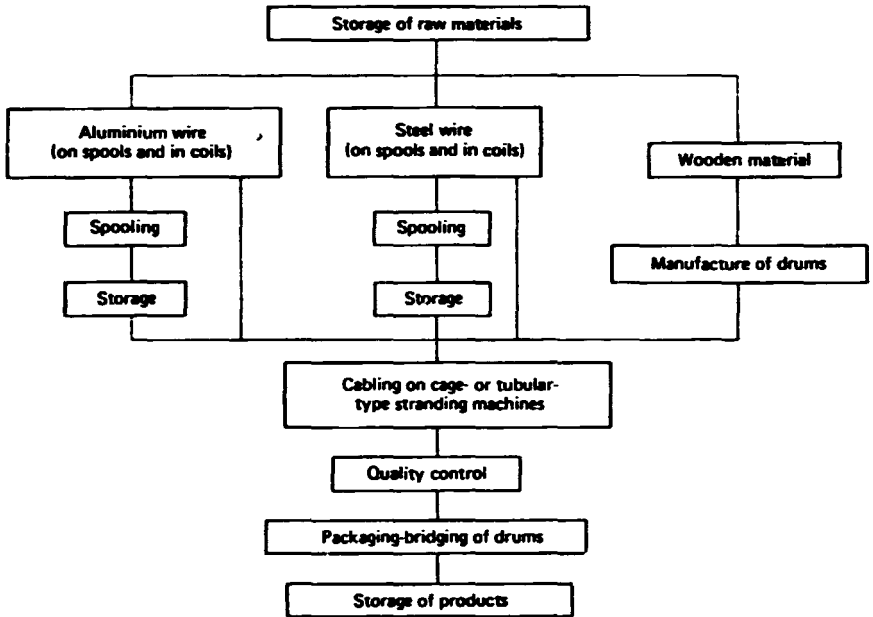 Storage of raw materials
Aluminium wire
(on spools and in coils)
Steel wire
(on spools and in coils)
Wooden material
Spooling
Spooling
Manufacture of drums
Storage
Storage
Cabling on cage- or tubular-
type stranding machines
Quality control
Packaging-bridging of drums
Storage of products